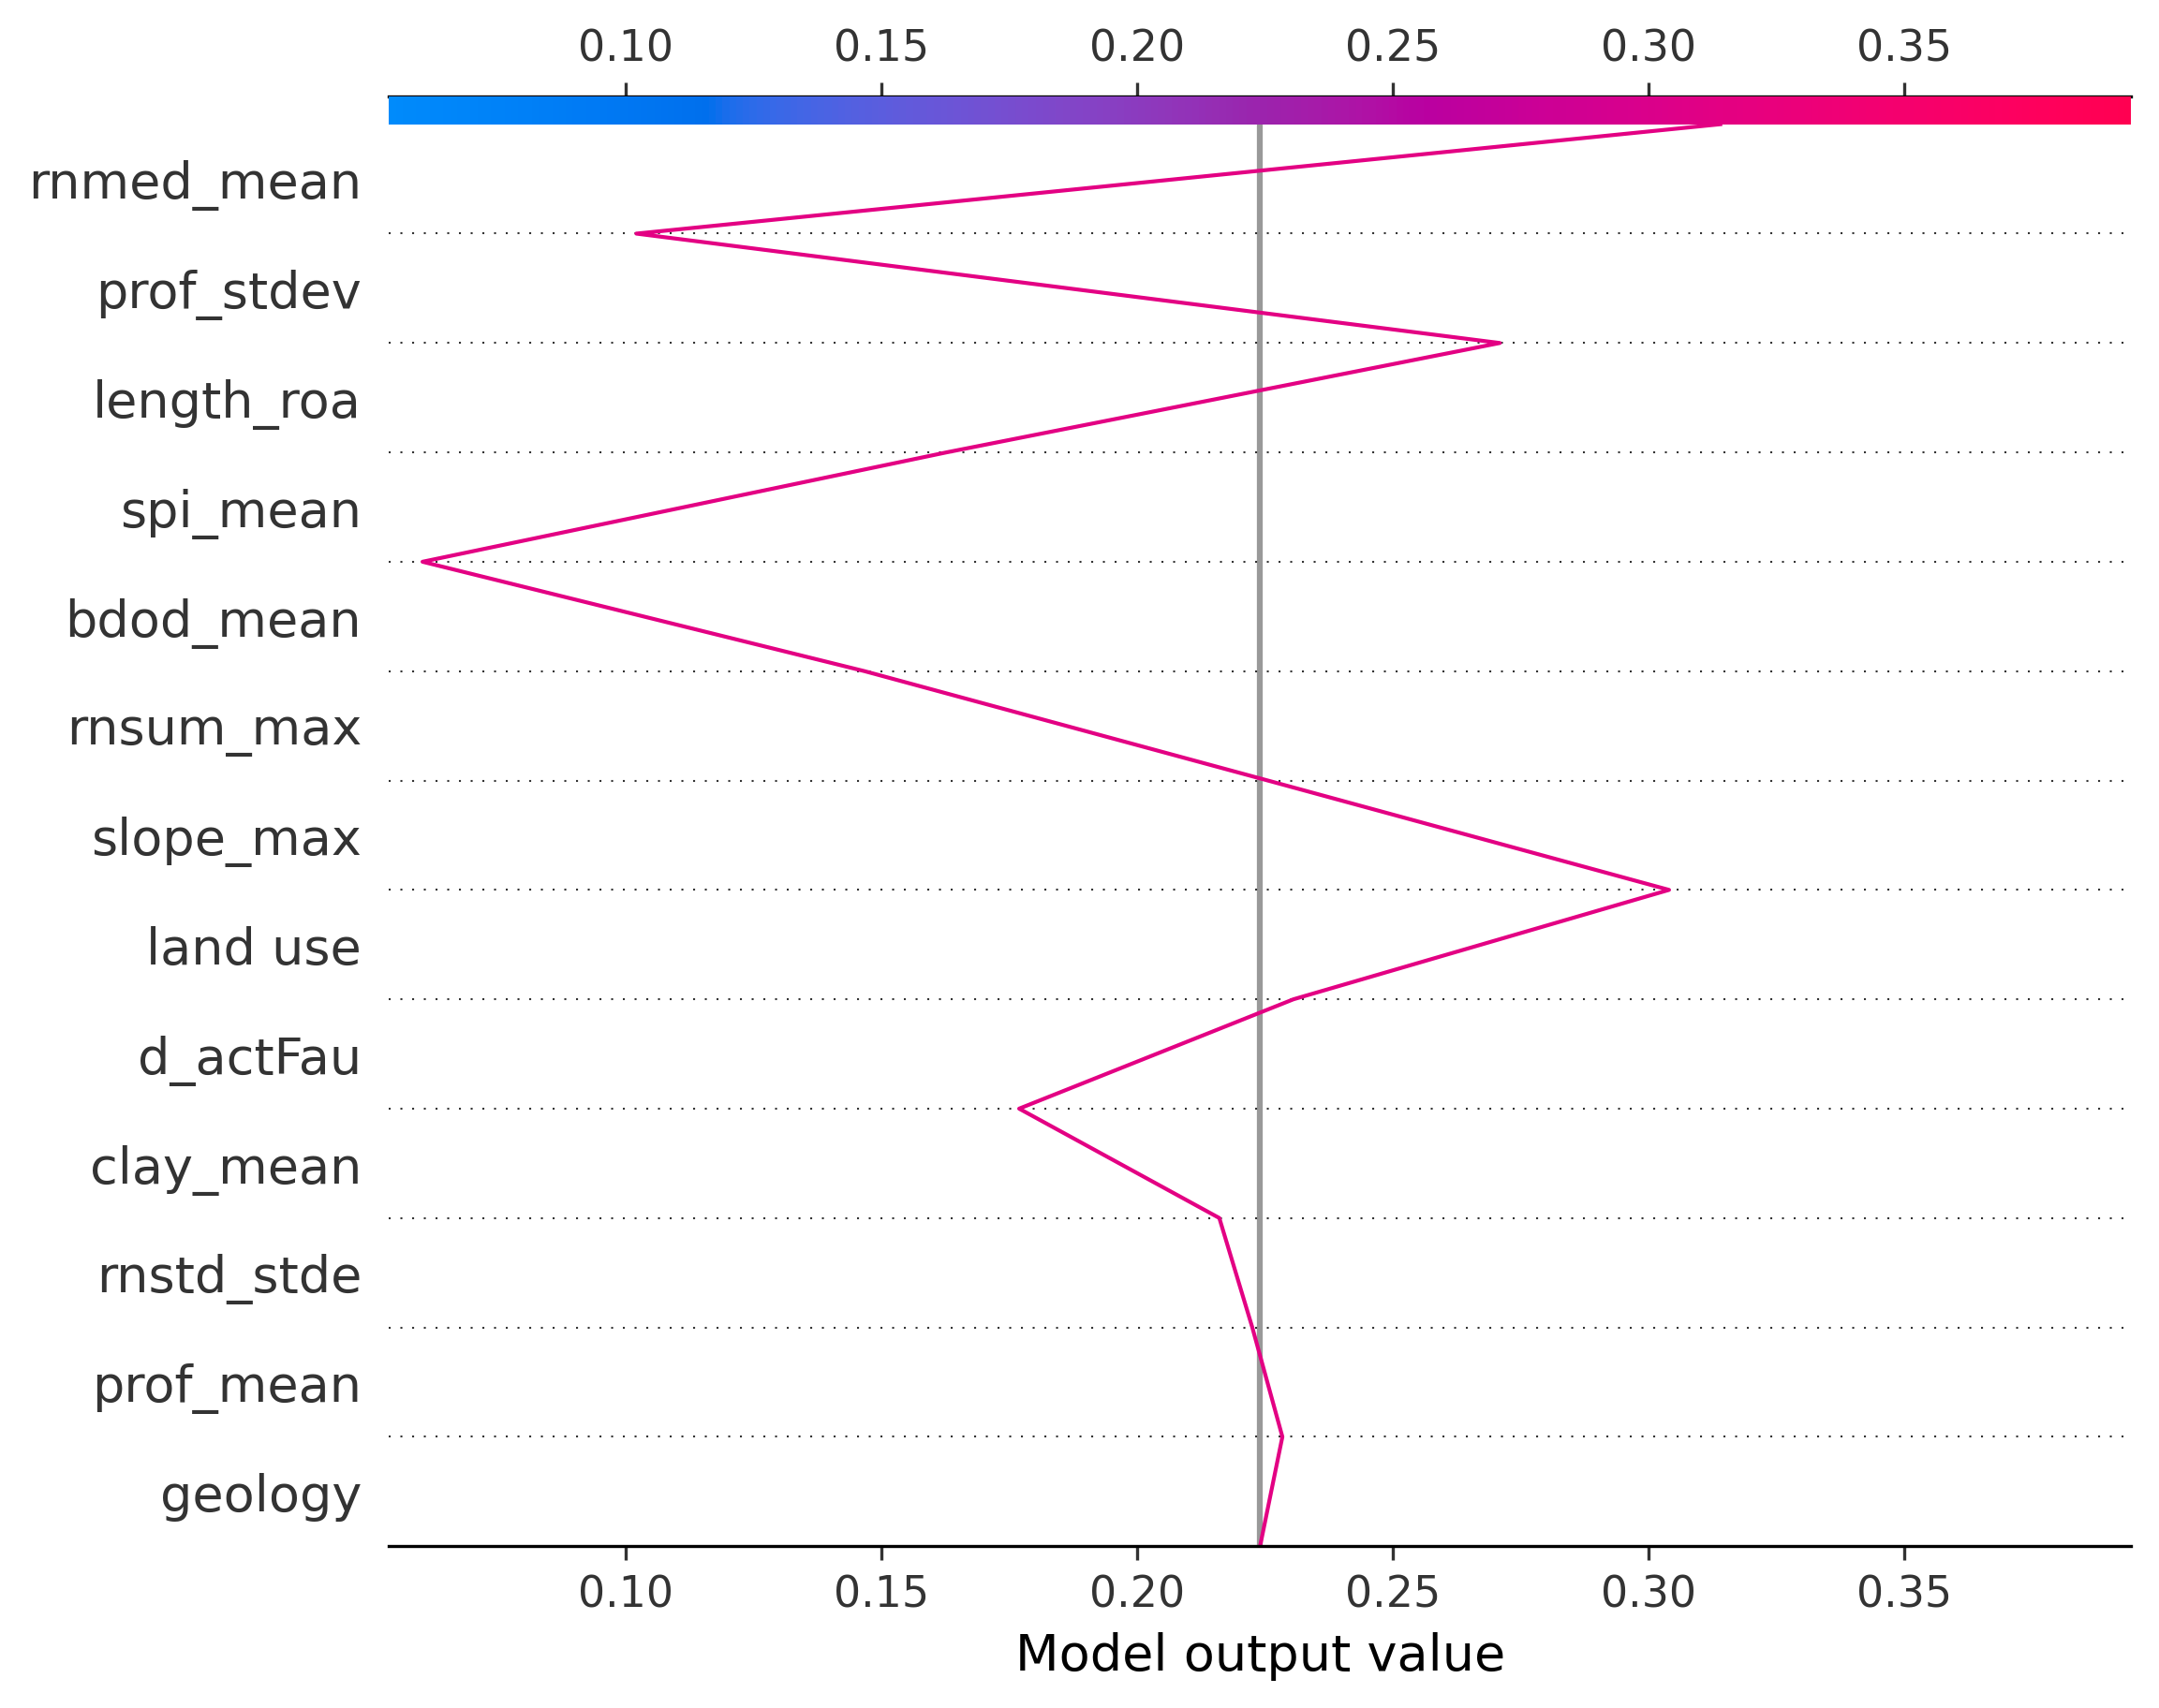 0.10 0.15 0.20 0.25 0.30 0.35
rnmed_mean
prof_stdev
length_roa
spi_mean
bdod_mean
rnsum_max
slope_max
land use
d_actFau
clay_mean
rnstd_stde
prof_mean
geology
0.10 0.15 0.20 0.25 0.30 0.35
Model output value